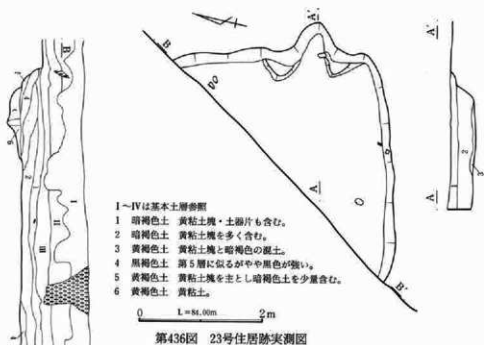 A′
A′
B
B
I～IVは基本土層参照
1 暗褐色土 黄粘土塊・土器片も含む。
2 暗褐色土 黄粘土塊を多く含む。
3 黄褐色土 黄粘土塊と暗褐色の混土。
4 黒褐色土 第5層に似るがやや黒色が強い。
5 黄褐色土 黄粘土塊を主とし暗褐色土を少量含む。
6 黄褐色土 黄粘土。
A
A
B′
I
II
III
2
3
0 L=84.00m 2m
第436図 23号住居跡実測図